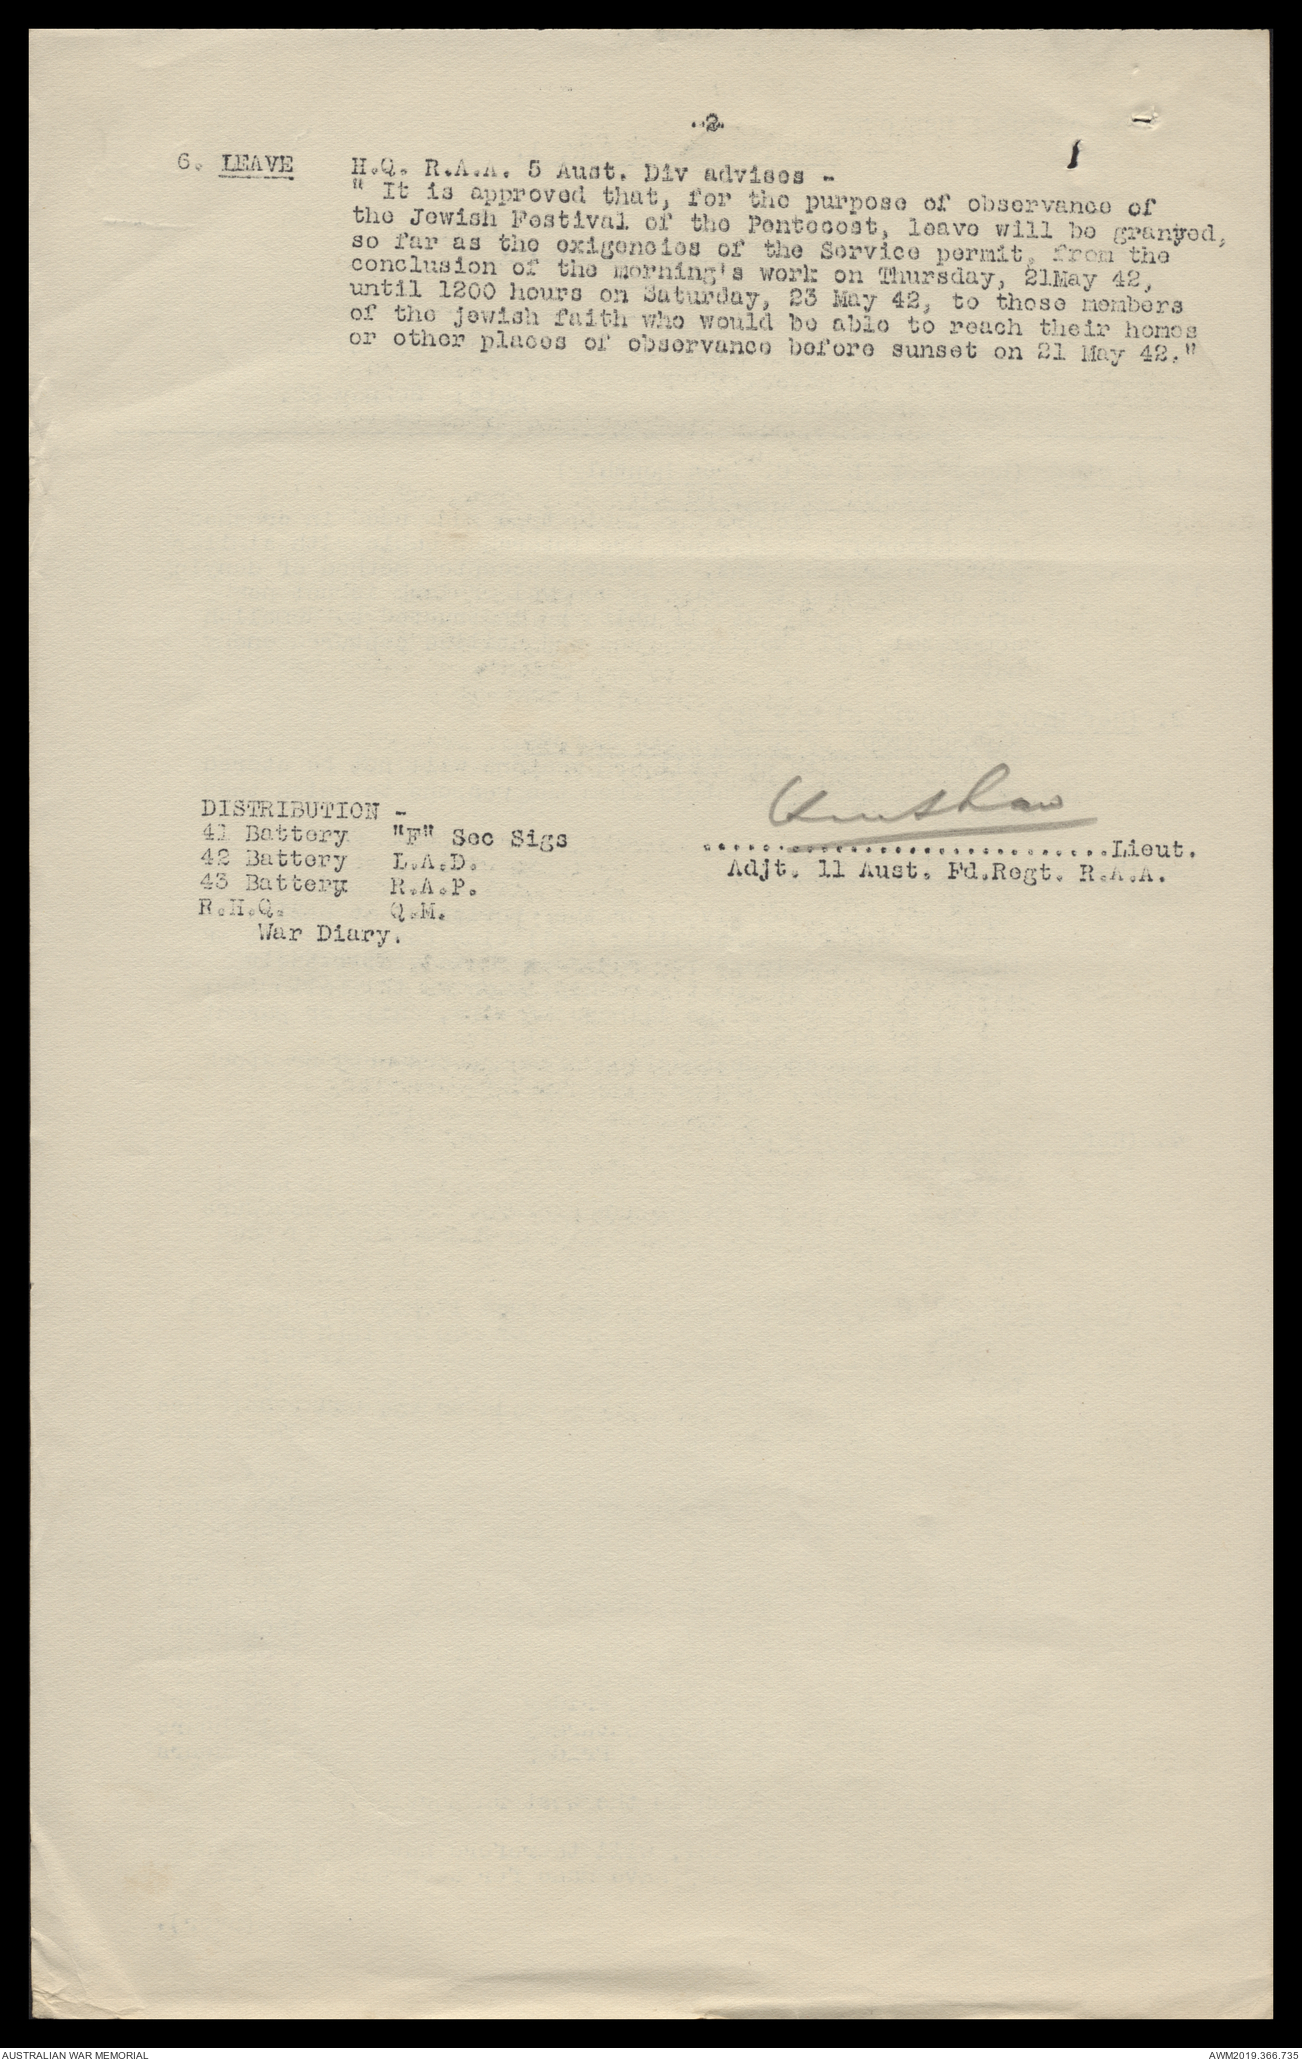 ..2.
6. LEAVE H.Q. R.A.A. 5 Aust. Div advises -
" It is approved that, for the purpose of observance of
the Jewish Festival of the Pentecost, leave will be granyed,
so far as the exigencies of the Service permit, from the
conclusion of the morning's work on Thursday, 21May 42,
until 1200 hours on Saturday, 23 May 42, to those members
of the jewish faith who would be able to reach their homes
or other places of observance before sunset on 21 May 42."
DISTRIBUTION -
41 Battery "F" Sec Sigs
42 Battery L.A.D.
43 Battery R.A.P.
R.H.Q. Q.M.
War Diary.
...........................Lieut.
Adjt. 11 Aust. Fd.Regt. R.A.A.
AUSTRALIAN WAR MEMORIAL
AWM2019.366.735